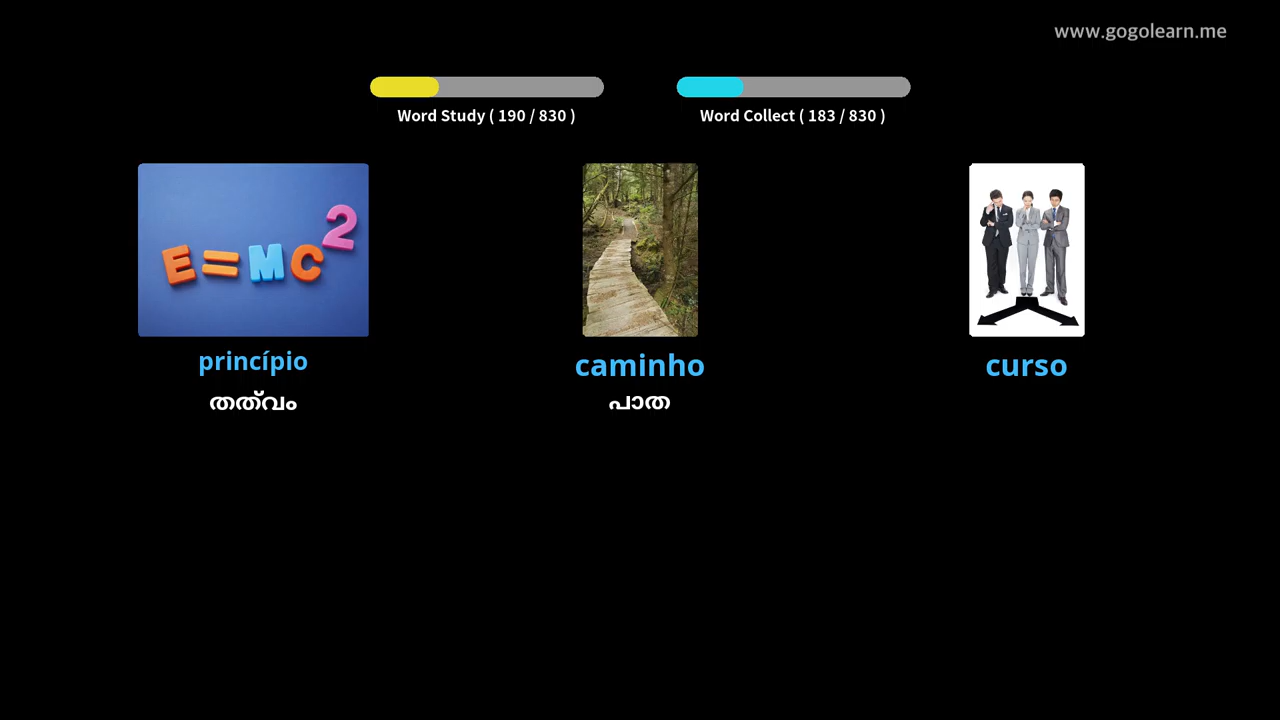 www.gogolearn.me
Word Study ( 190 / 830 )
Word Collect ( 183 / 830 )
E=MC2
princípio
caminho
curso
തത്വം
പാത